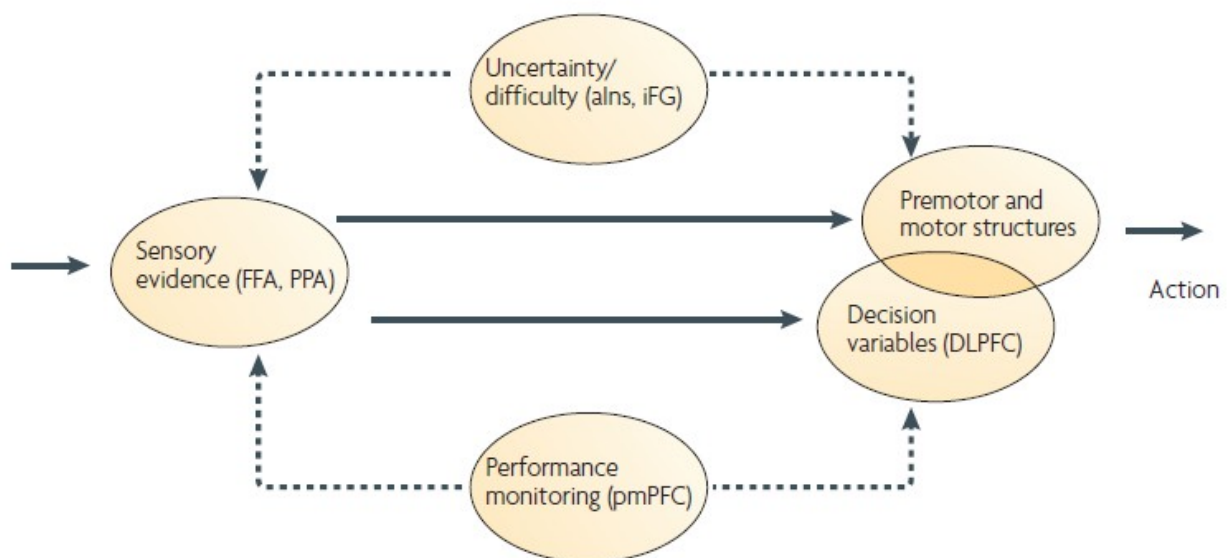 Uncertainty/
difficulty (aIns, iFG)
Sensory
evidence (FFA, PPA)
Premotor and
motor structures
Action
Decision
variables (DLPFC)
Performance
monitoring (pmPFC)